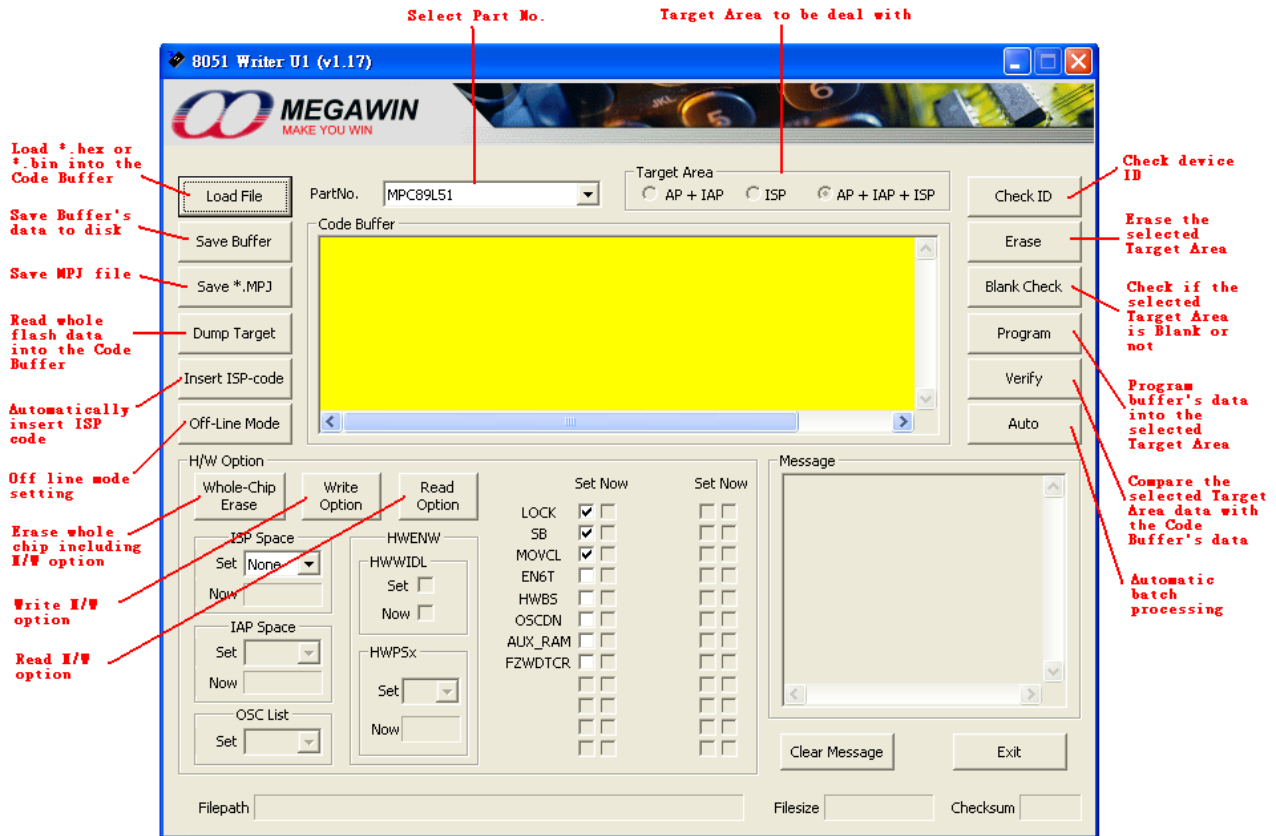 Select Part No.
Target Area to be deal with
8051 Writer U1 (v1.17)
MEGAWIN
MAKE YOU WIN
JKL
5
6
Load *.hex or
*.bin into the
Code Buffer
Save Buffer's
data to disk
Save MPJ file
Read whole
flash data
into the Code
Buffer
Automatically
insert ISP
code
Off line mode
setting
Erase whole
chip including
H/W option
Write H/W
option
Read H/W
option
Load File
Save Buffer
Save *.MPJ
Dump Target
Insert ISP-code
Off-Line Mode
PartNo.
MPC89L51
Target Area
AP + IAP
ISP
AP + IAP + ISP
Code Buffer
Check ID
Erase
Blank Check
Program
Verify
Auto
Check device
ID
Erase the
selected
Target Area
Check if the
selected
Target Area
is Blank or
not
Program
buffer's data
into the
selected
Target Area
Compare the
selected Target
Area data with
the Code
Buffer's data
Automatic
batch
processing
H/W Option
Whole-Chip
Erase
Write
Option
Read
Option
ISP Space
Set None
Now
IAP Space
Set
Now
OSC List
Set
HWENW
HWWIDL
Set
Now
HWPSx
Set
Now
Set Now
Set Now
LOCK
SB
MOVCL
EN6T
HWBS
OSCDN
AUX_RAM
FZWDTCR
Message
Clear Message
Exit
Filepath
Filesize
Checksum